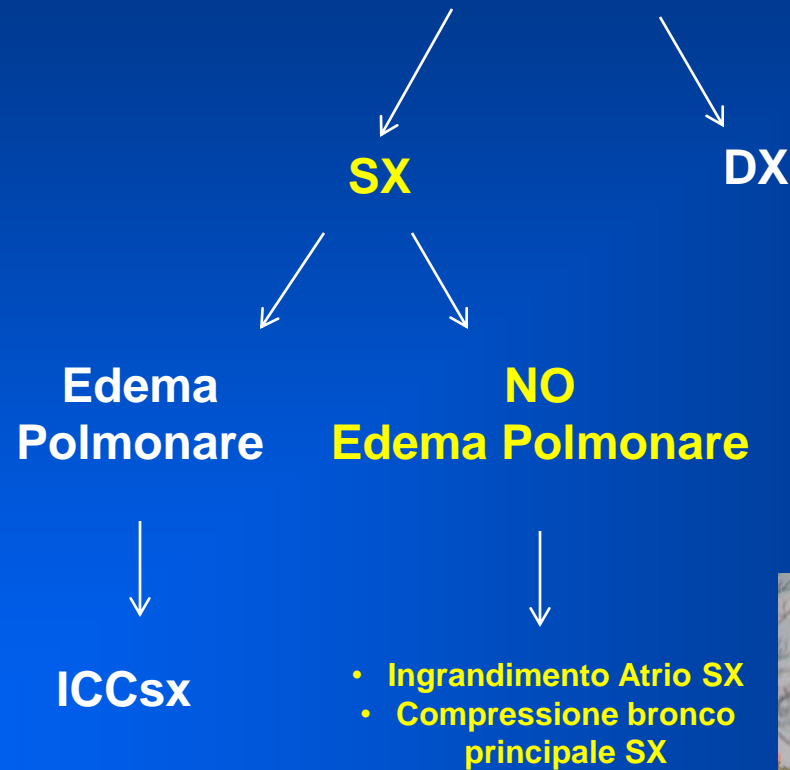 SX
DX
Edema
Polmonare
NO
Edema Polmonare
ICCsx
• Ingrandimento Atrio SX
• Compressione bronco
principale SX